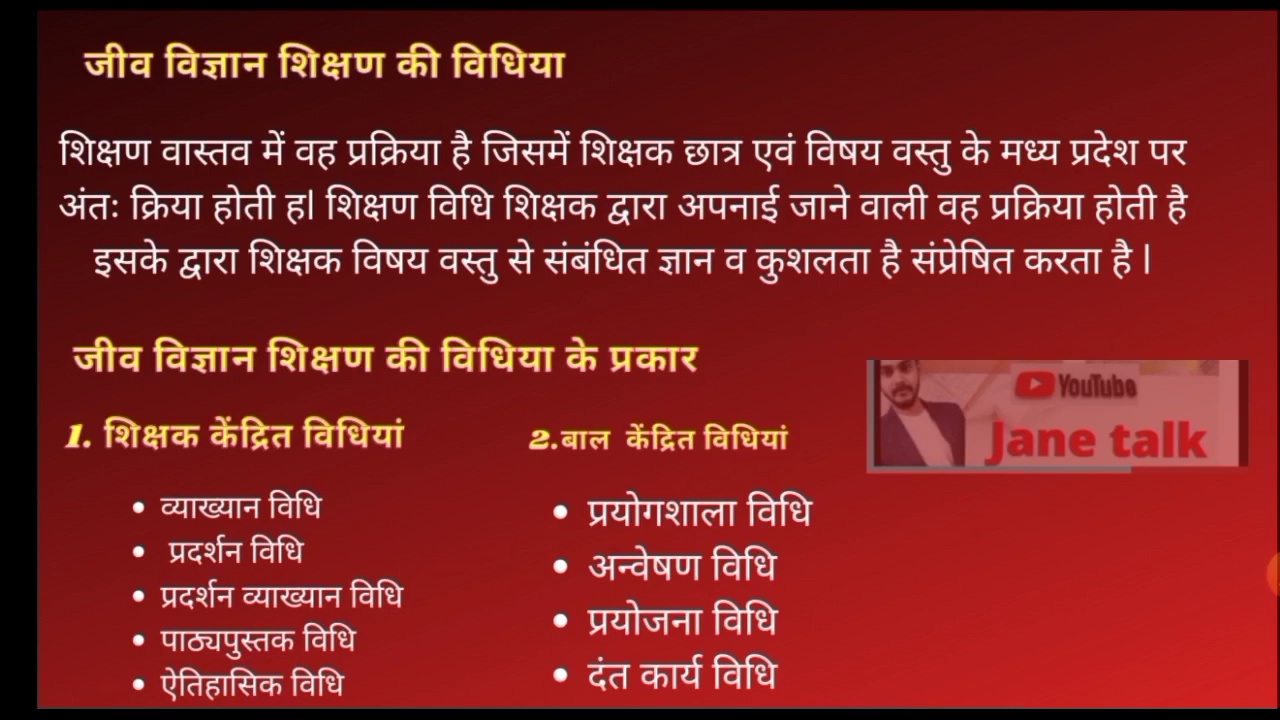 जीव विज्ञान शिक्षण की विधिया
शिक्षण वास्तव में वह प्रक्रिया है जिसमें शिक्षक छात्र एवं विषय वस्तु के मध्य प्रदेश पर
अंतः क्रिया होती ह| शिक्षण विधि शिक्षक द्वारा अपनाई जाने वाली वह प्रक्रिया होती है
इसके द्वारा शिक्षक विषय वस्तु से संबंधित ज्ञान व कुशलता है संप्रेषित करता है |
जीव विज्ञान शिक्षण की विधिया के प्रकार
1. शिक्षक केंद्रित विधियां
• व्याख्यान विधि
• प्रदर्शन विधि
• प्रदर्शन व्याख्यान विधि
• पाठ्यपुस्तक विधि
• ऐतिहासिक विधि
2.बाल केंद्रित विधियां
• प्रयोगशाला विधि
• अन्वेषण विधि
• प्रयोजना विधि
• दंत कार्य विधि
YouTube
Jane talk